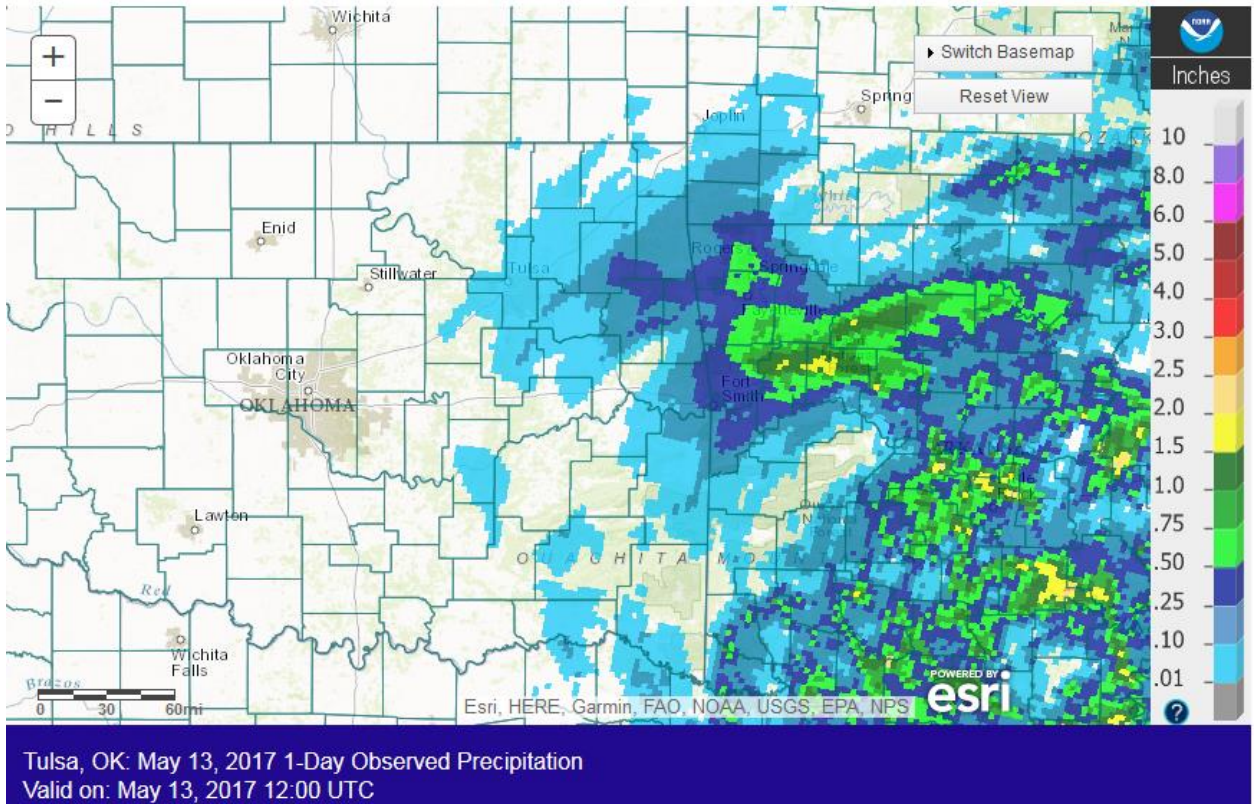 Wichita
+
−
Switch Basemap
Reset View
NOAA
Inches
HILLS
Joplin
Spring
OZARK
10
8.0
6.0
5.0
4.0
3.0
2.5
2.0
1.5
1.0
.75
.50
.25
.10
.01
Enid
Stillwater
Tulsa
Rogers
Springdale
Fayetteville
Oklahoma
City
OKLAHOMA
Fort
Smith
Lawton
OUACHITA
Red
Wichita
Falls
Brazos
0 30 60mi
Esri, HERE, Garmin, FAO, NOAA, USGS, EPA, NPS
POWERED BY
esri
?
Tulsa, OK: May 13, 2017 1-Day Observed Precipitation
Valid on: May 13, 2017 12:00 UTC